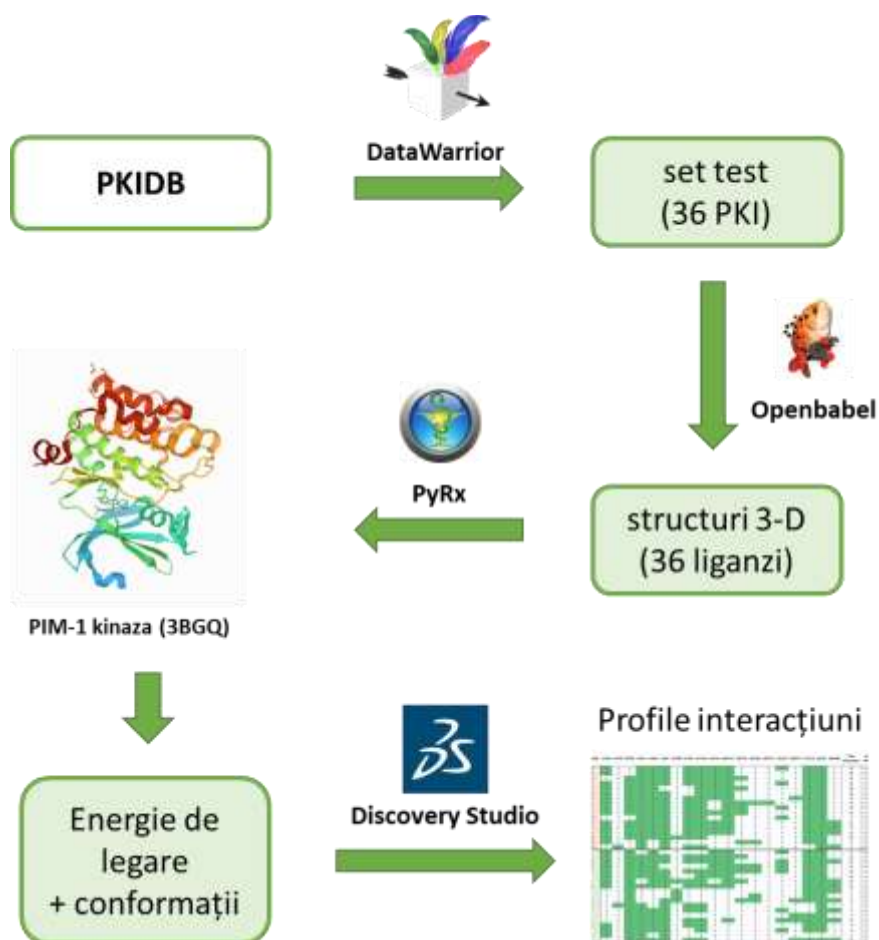 DataWarrior
PKIDB
set test
(36 PKI)
Openbabel
PyRx
structuri 3-D
(36 liganzi)
PIM-1 kinaza (3BGQ)
Profile interacțiuni
Discovery Studio
Energie de
legare
+ conformații